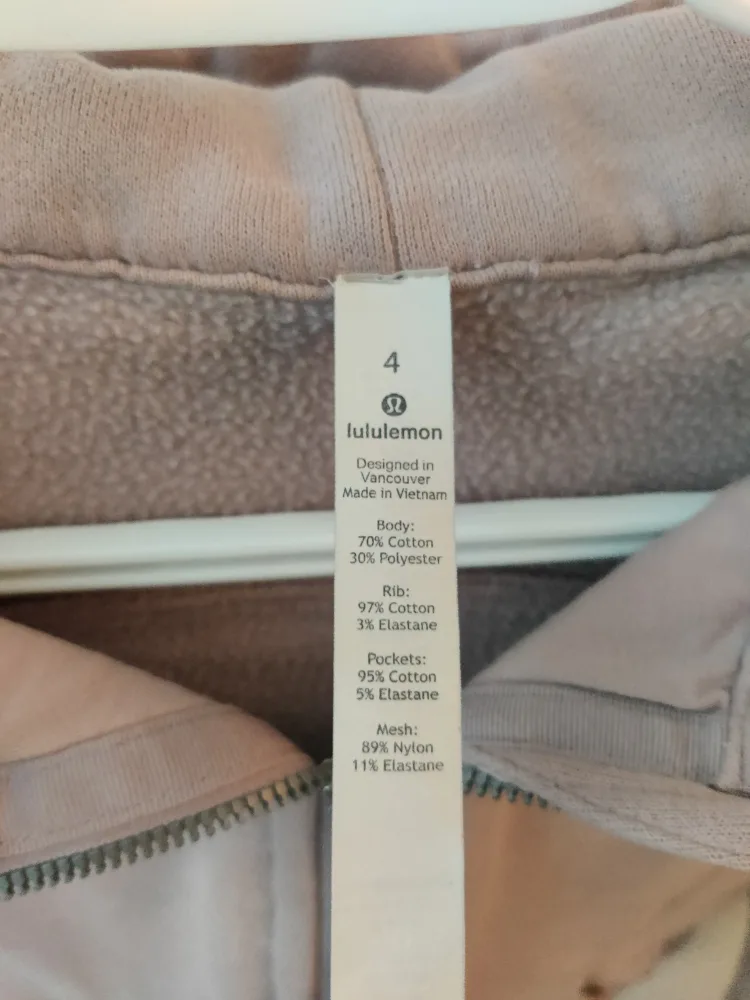 4
lululemon
Designed in
Vancouver
Made in Vietnam
Body:
70% Cotton
30% Polyester
Rib:
97% Cotton
3% Elastane
Pockets:
95% Cotton
5% Elastane
Mesh:
89% Nylon
11% Elastane